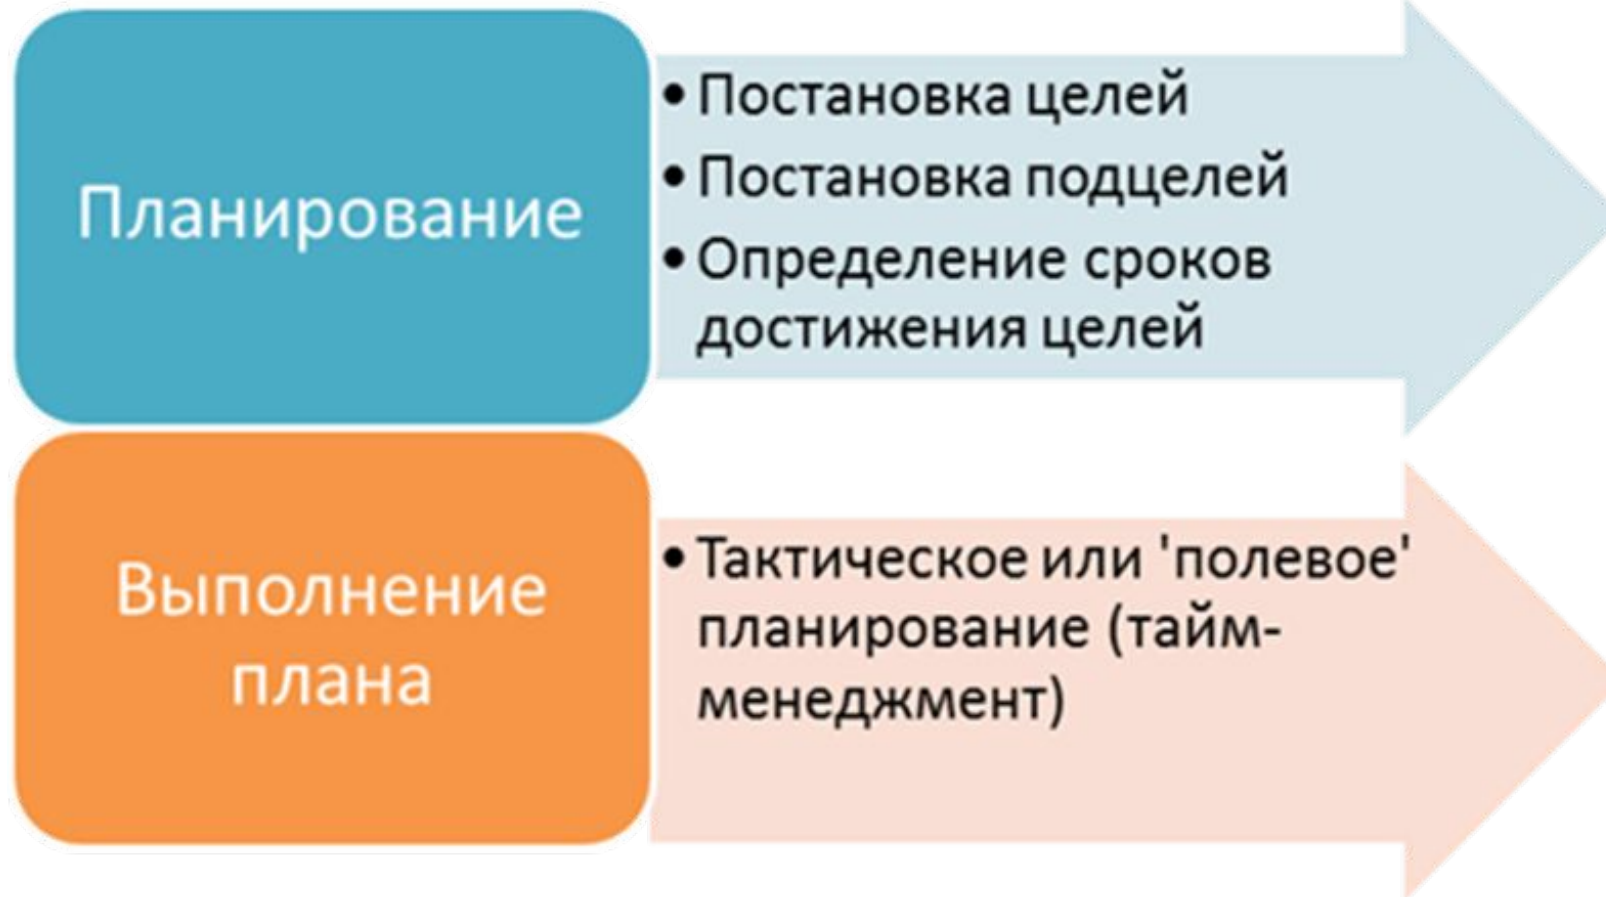 Планирование
• Постановка целей
• Постановка подцелей
• Определение сроков
достижения целей
Выполнение
плана
• Тактическое или 'полевое'
планирование (тайм-
менеджмент)